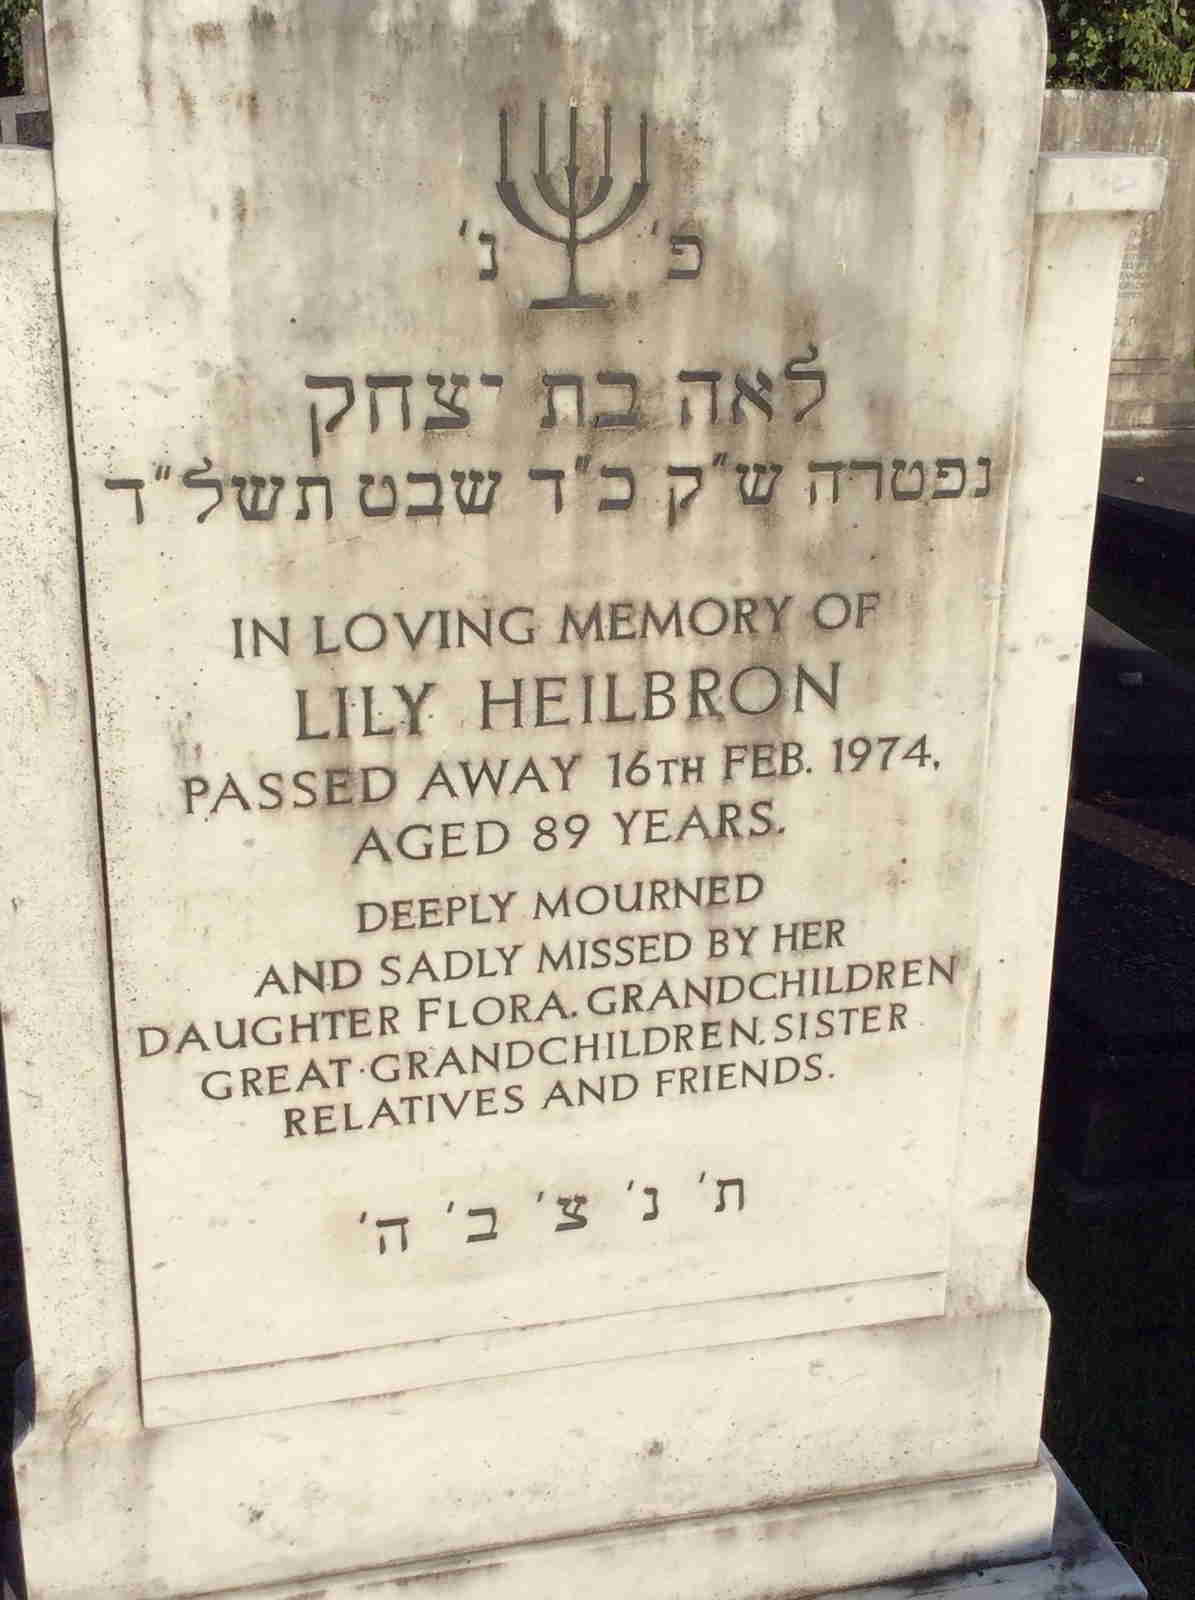 פ׳ נ׳
לאה בת יצחק
נפטרה ש"ק כ"ד שבט תשל"ד
IN LOVING MEMORY OF
LILY HEILBRON
PASSED AWAY 16TH FEB. 1974,
AGED 89 YEARS.
DEEPLY MOURNED
AND SADLY MISSED BY HER
DAUGHTER FLORA. GRANDCHILDREN
GREAT·GRANDCHILDREN. SISTER
RELATIVES AND FRIENDS.
ת׳ נ׳ צ׳ ב׳ ה׳